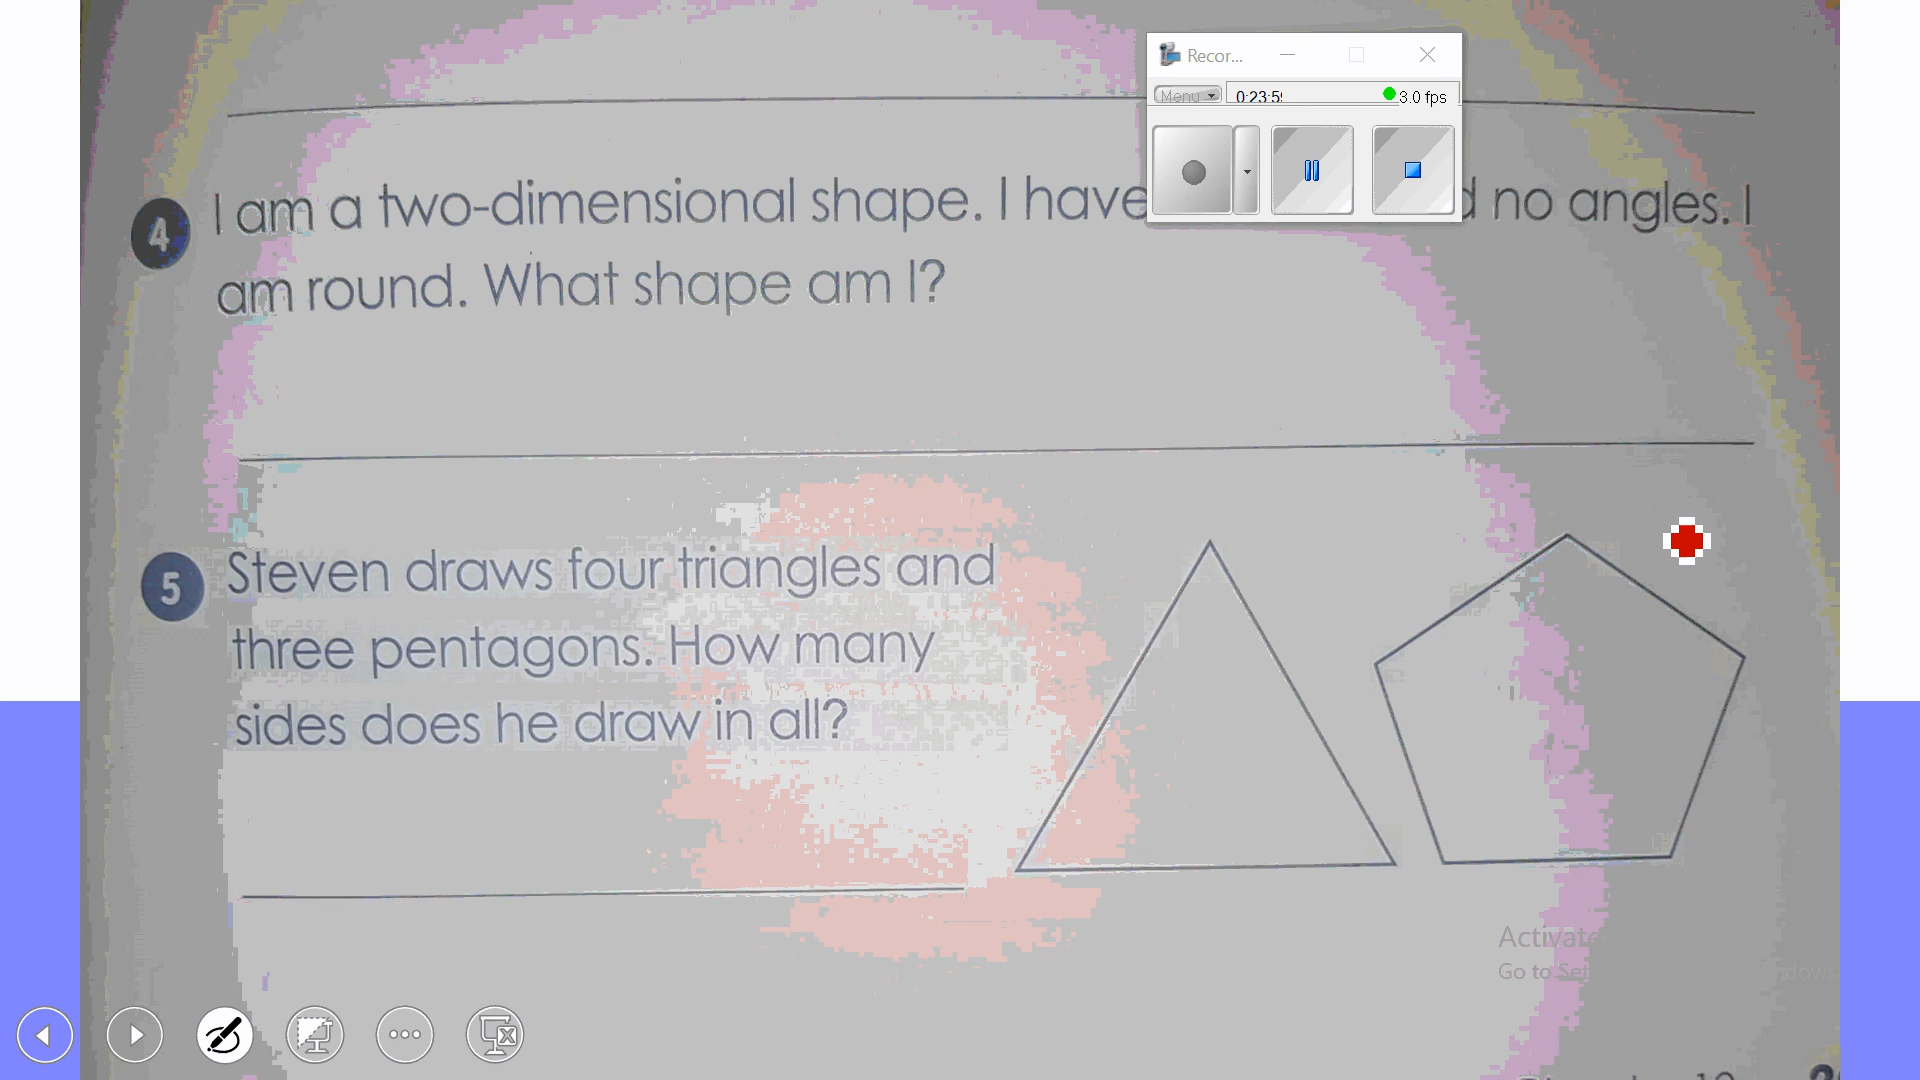 Recor...
Menu
0:23:5
3.0 fps
4 I am a two-dimensional shape. I have no angles. I
am round. What shape am I?
5 Steven draws four triangles and
three pentagons. How many
sides does he draw in all?
Activate
Go to Set